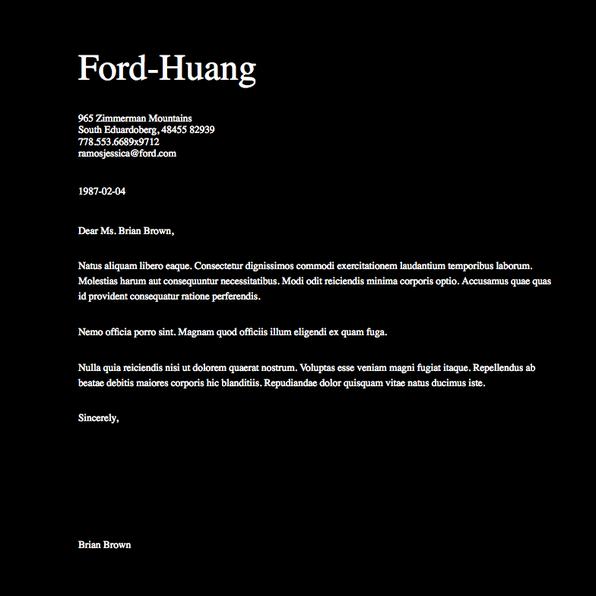 Ford-Huang
965 Zimmerman Mountains
South Eduardoberg, 48455 82939
778.553.6689x9712
ramosjessica@ford.com
1987-02-04
Dear Ms. Brian Brown,
Natus aliquam libero eaque. Consectetur dignissimos commodi exercitationem laudantium temporibus laborum.
Molestias harum aut consequuntur necessitatibus. Modi odit reiciendis minima corporis optio. Accusamus quae quas
id provident consequatur ratione perferendis.
Nemo officia porro sint. Magnam quod officiis illum eligendi ex quam fuga.
Nulla quia reiciendis nisi ut dolorem quaerat nostrum. Voluptas esse veniam magni fugiat itaque. Repellendus ab
beatae debitis maiores corporis hic blanditiis. Repudiandae dolor quisquam vitae natus ducimus iste.
Sincerely,
Brian Brown